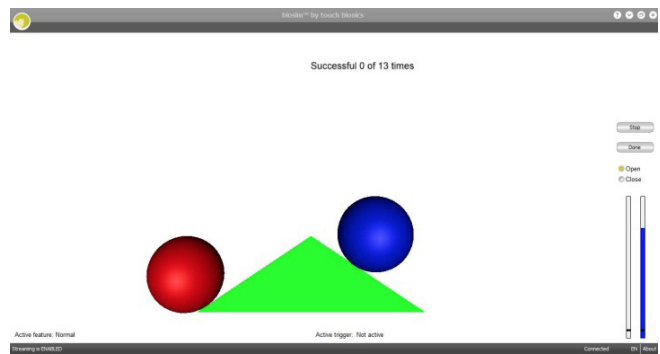 biosim™ by touch bionics
Successful 0 of 13 times
Stop
Done
Open
Close
Active feature: Normal
Active trigger: Not active
Streaming is ENABLED
Connected
EN
About